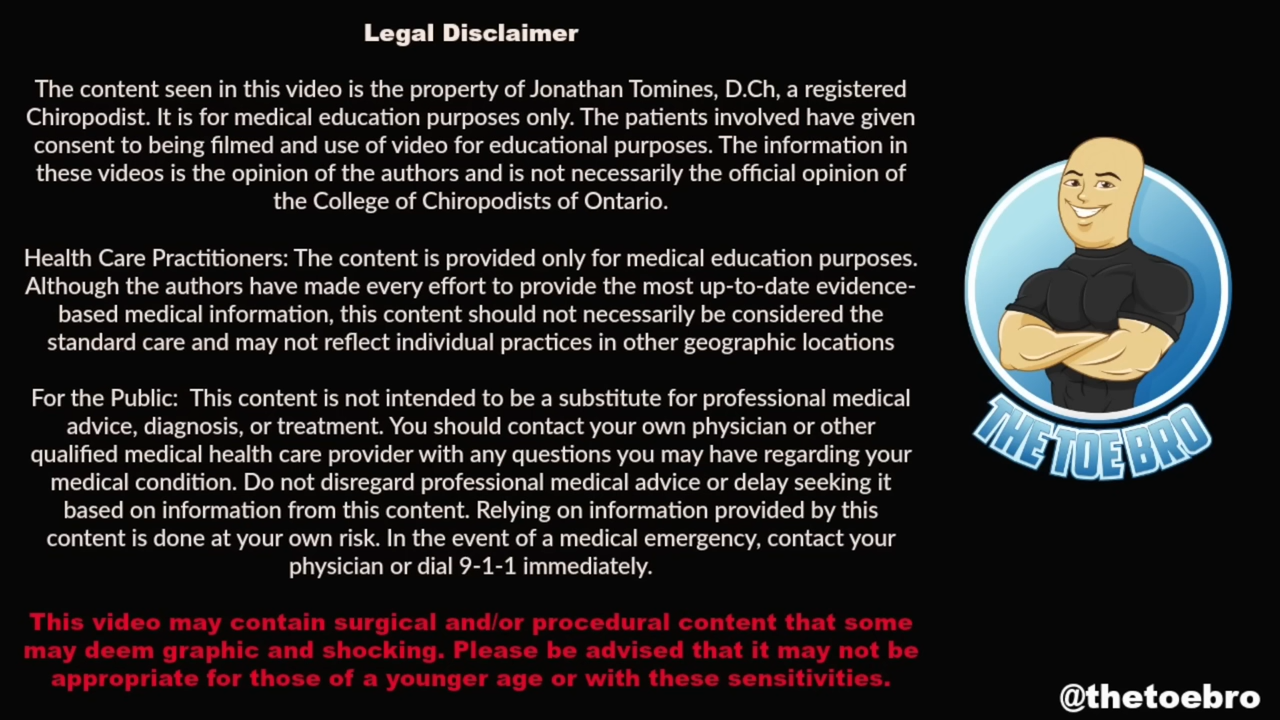 Legal Disclaimer
The content seen in this video is the property of Jonathan Tomines, D.Ch, a registered
Chiropodist. It is for medical education purposes only. The patients involved have given
consent to being filmed and use of video for educational purposes. The information in
these videos is the opinion of the authors and is not necessarily the official opinion of
the College of Chiropodists of Ontario.
Health Care Practitioners: The content is provided only for medical education purposes.
Although the authors have made every effort to provide the most up-to-date evidence-
based medical information, this content should not necessarily be considered the
standard care and may not reflect individual practices in other geographic locations
For the Public:  This content is not intended to be a substitute for professional medical
advice, diagnosis, or treatment. You should contact your own physician or other
qualified medical health care provider with any questions you may have regarding your
medical condition. Do not disregard professional medical advice or delay seeking it
based on information from this content. Relying on information provided by this
content is done at your own risk. In the event of a medical emergency, contact your
physician or dial 9-1-1 immediately.
This video may contain surgical and/or procedural content that some
may deem graphic and shocking. Please be advised that it may not be
appropriate for those of a younger age or with these sensitivities.
THE TOE BRO
@thetoebro